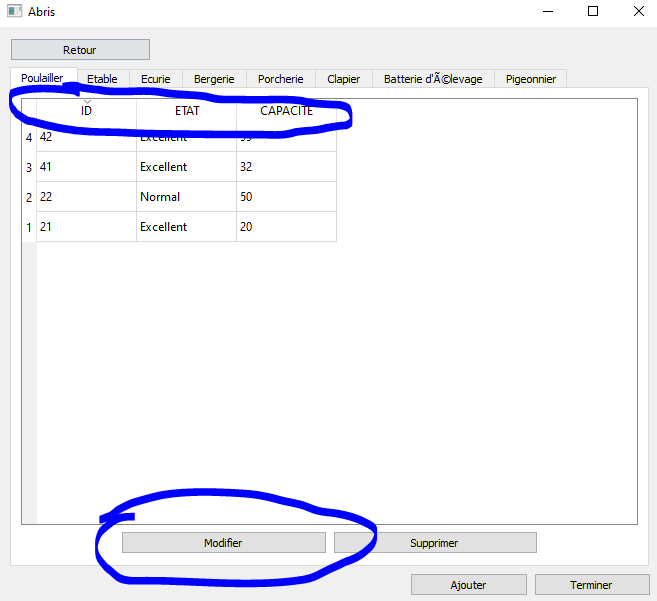 Abris
Retour
Poulailler Etable Ecurie Bergerie Porcherie Clapier Batterie d'Ã©levage Pigeonnier
ID ETAT CAPACITE
4 42 Excellent
3 41 Excellent 32
2 22 Normal 50
1 21 Excellent 20
Modifier Supprimer
Ajouter Terminer